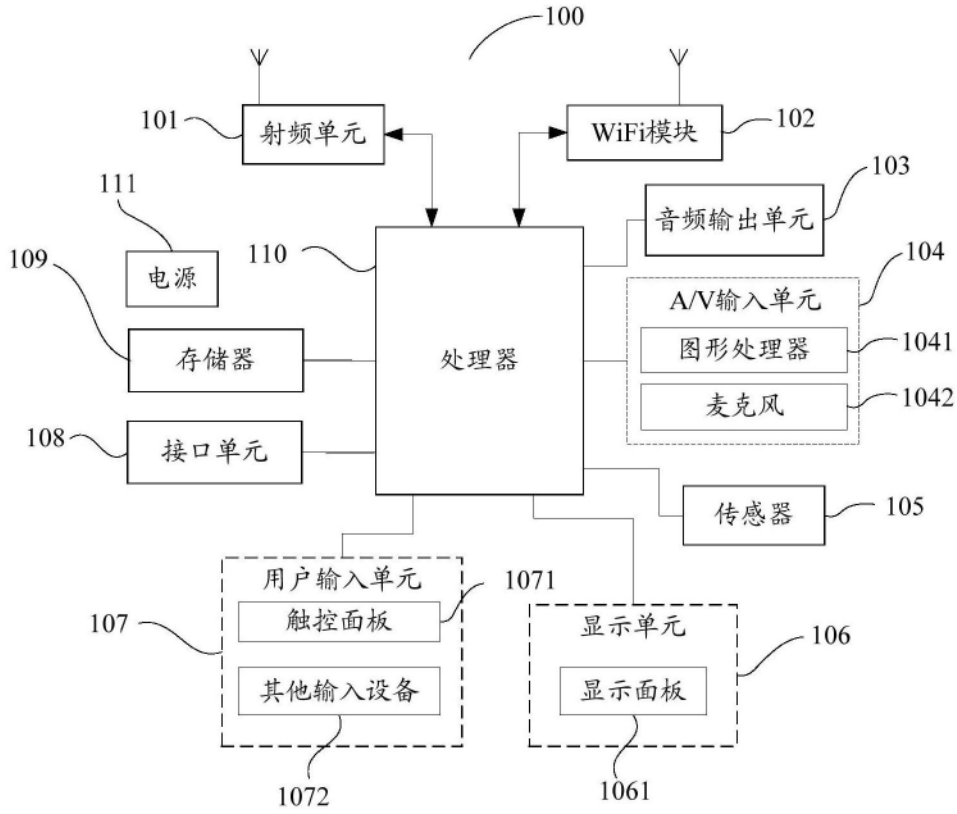 100
101
射频单元
WiFi模块
102
103
音频输出单元
111
电源
110
109
存储器
处理器
104
A/V输入单元
图形处理器
1041
麦克风
1042
108
接口单元
传感器
105
用户输入单元
1071
触控面板
107
其他输入设备
1072
显示单元
106
显示面板
1061